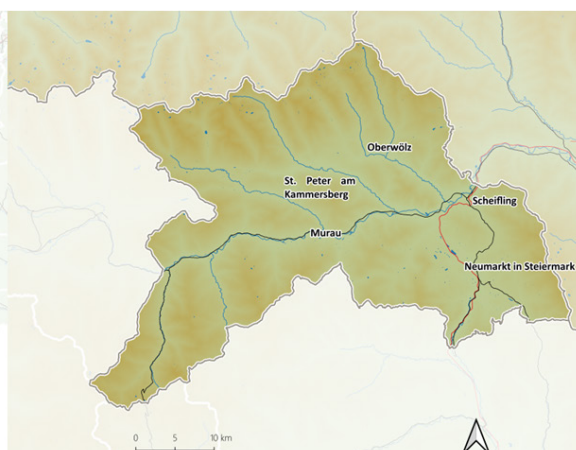 Oberwölz
St. Peter am
Kammersberg
Scheifling
Murau
Neumarkt in Steiermark
0 5 10 km